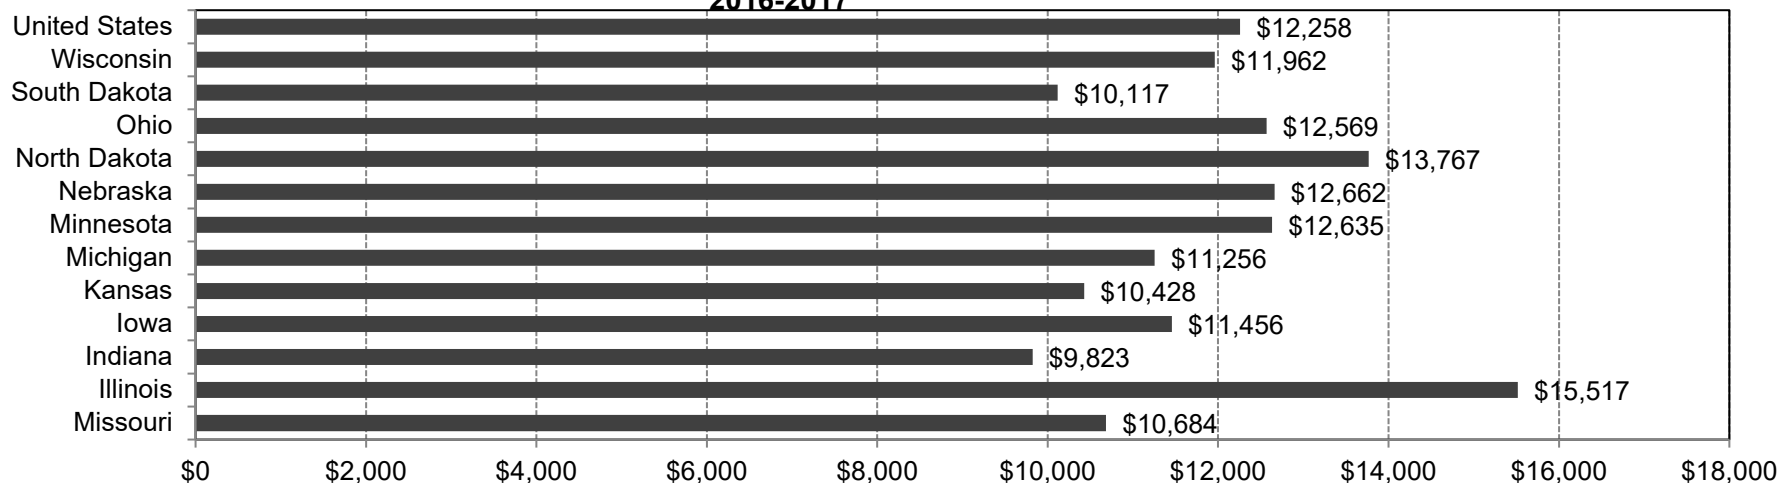 2016-2017
United States $12,258
Wisconsin $11,962
South Dakota $10,117
Ohio $12,569
North Dakota $13,767
Nebraska $12,662
Minnesota $12,635
Michigan $11,256
Kansas $10,428
Iowa $11,456
Indiana $9,823
Illinois $15,517
Missouri $10,684
$0 $2,000 $4,000 $6,000 $8,000 $10,000 $12,000 $14,000 $16,000 $18,000